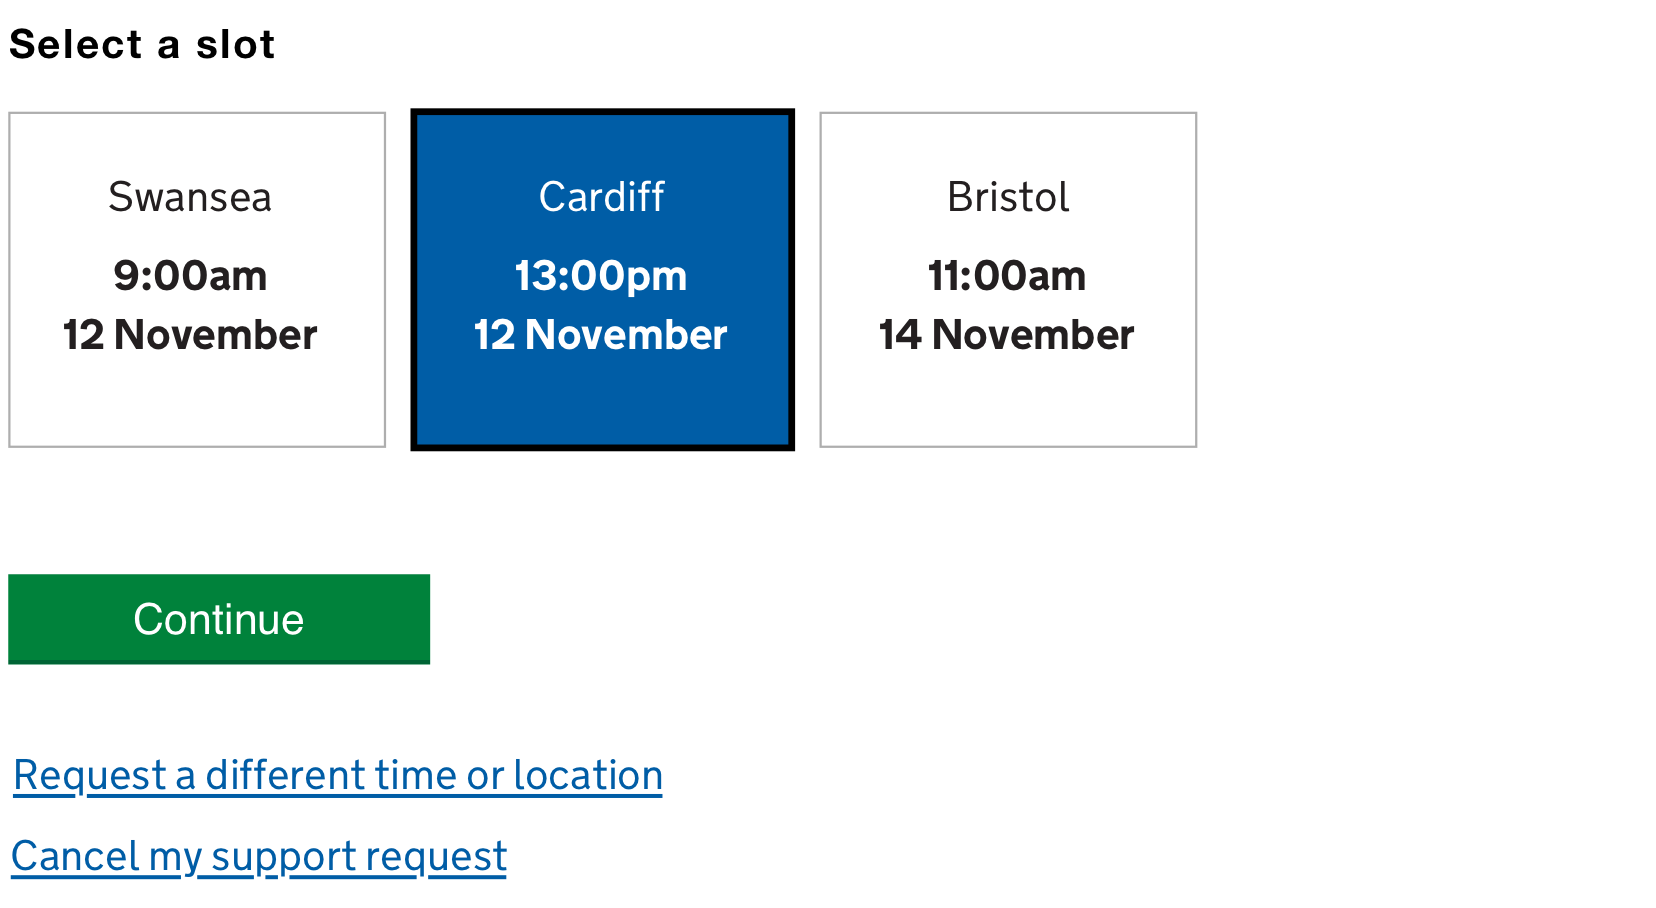 Select a slot
Swansea
9:00am
12 November
Cardiff
13:00pm
12 November
Bristol
11:00am
14 November
Continue
Request a different time or location
Cancel my support request